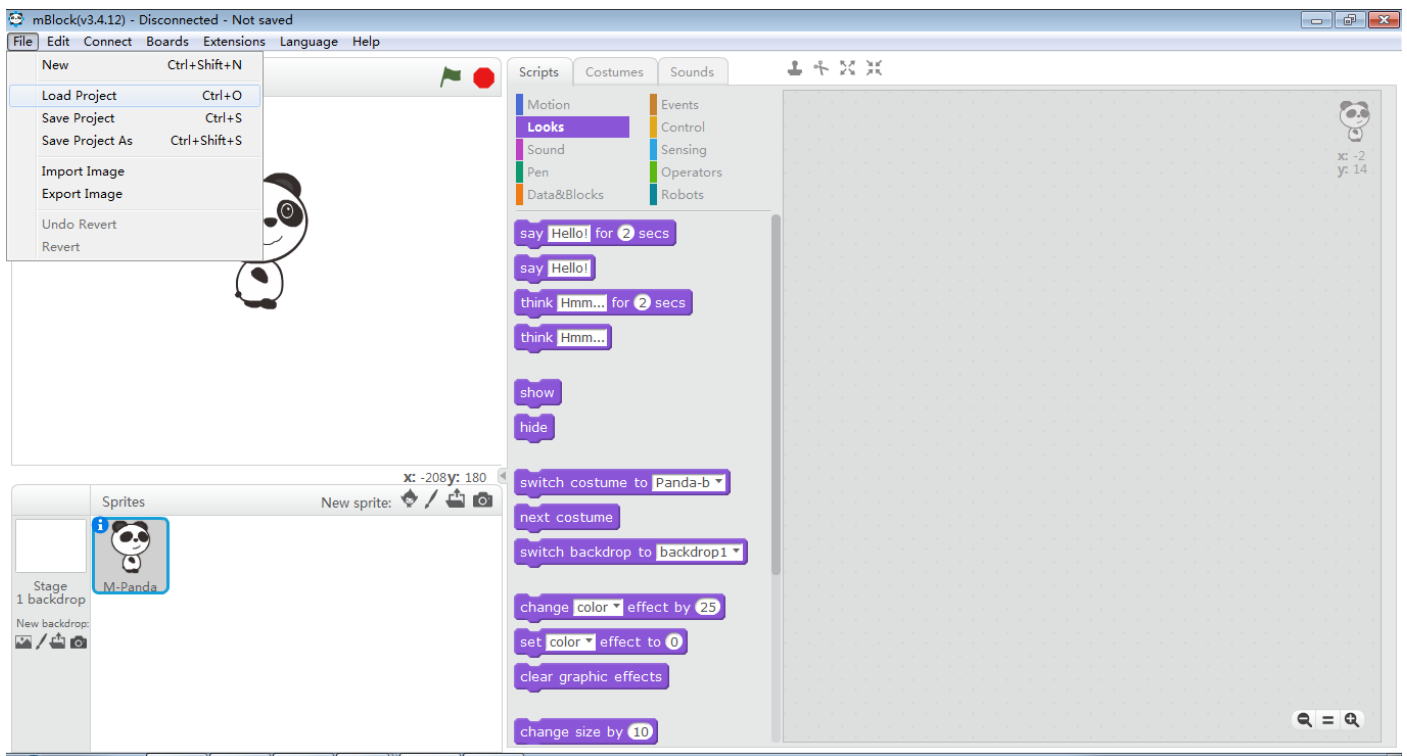 mBlock(v3.4.12) - Disconnected - Not saved
File Edit Connect Boards Extensions Language Help
New Ctrl+Shift+N
Load Project Ctrl+O
Save Project Ctrl+S
Save Project As Ctrl+Shift+S
Import Image
Export Image
Undo Revert
Revert
x: -208 y: 180
Sprites New sprite:
Stage
1 backdrop
New backdrop:
M-Panda
Scripts Costumes Sounds
Motion Events
Looks Control
Sound Sensing
Pen Operators
Data&Blocks Robots
say Hello! for 2 secs
say Hello!
think Hmm... for 2 secs
think Hmm...
show
hide
switch costume to Panda-b
next costume
switch backdrop to backdrop1
change color effect by 25
set color effect to 0
clear graphic effects
change size by 10
x: -2
y: 14